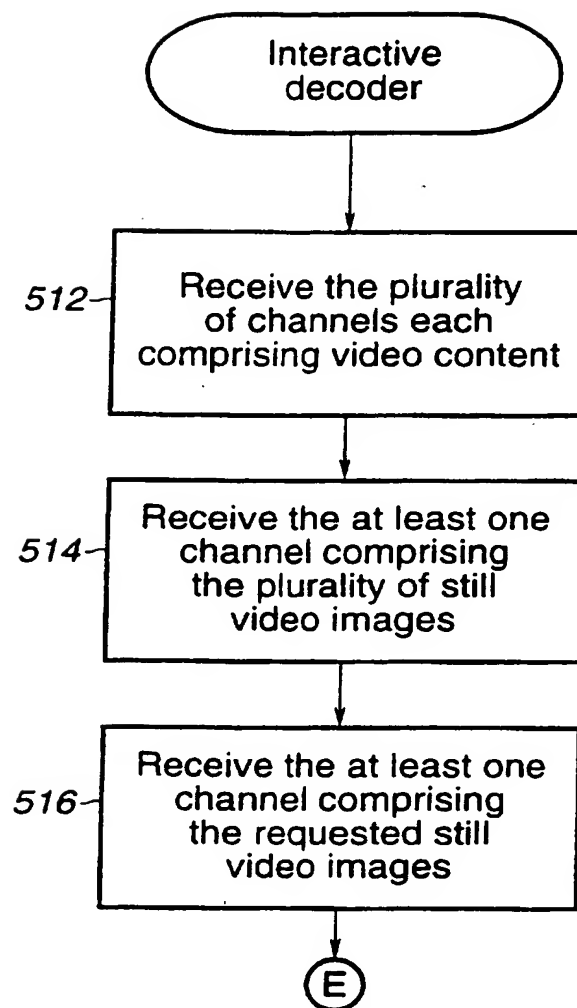 Interactive
decoder
512
Receive the plurality
of channels each
comprising video content
514
Receive the at least one
channel comprising
the plurality of still
video images
516
Receive the at least one
channel comprising
the requested still
video images
E